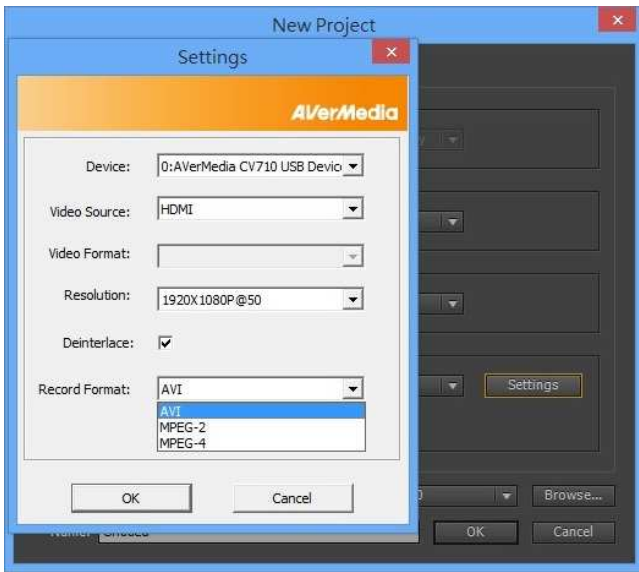 New Project
Settings
AVerMedia
Device: 0:AVerMedia CV710 USB Devic
Video Source: HDMI
Video Format:
Resolution: 1920X1080P@50
Deinterlace:
Record Format: AVI
AVI
MPEG-2
MPEG-4
Settings
OK Cancel
Browse...
OK Cancel